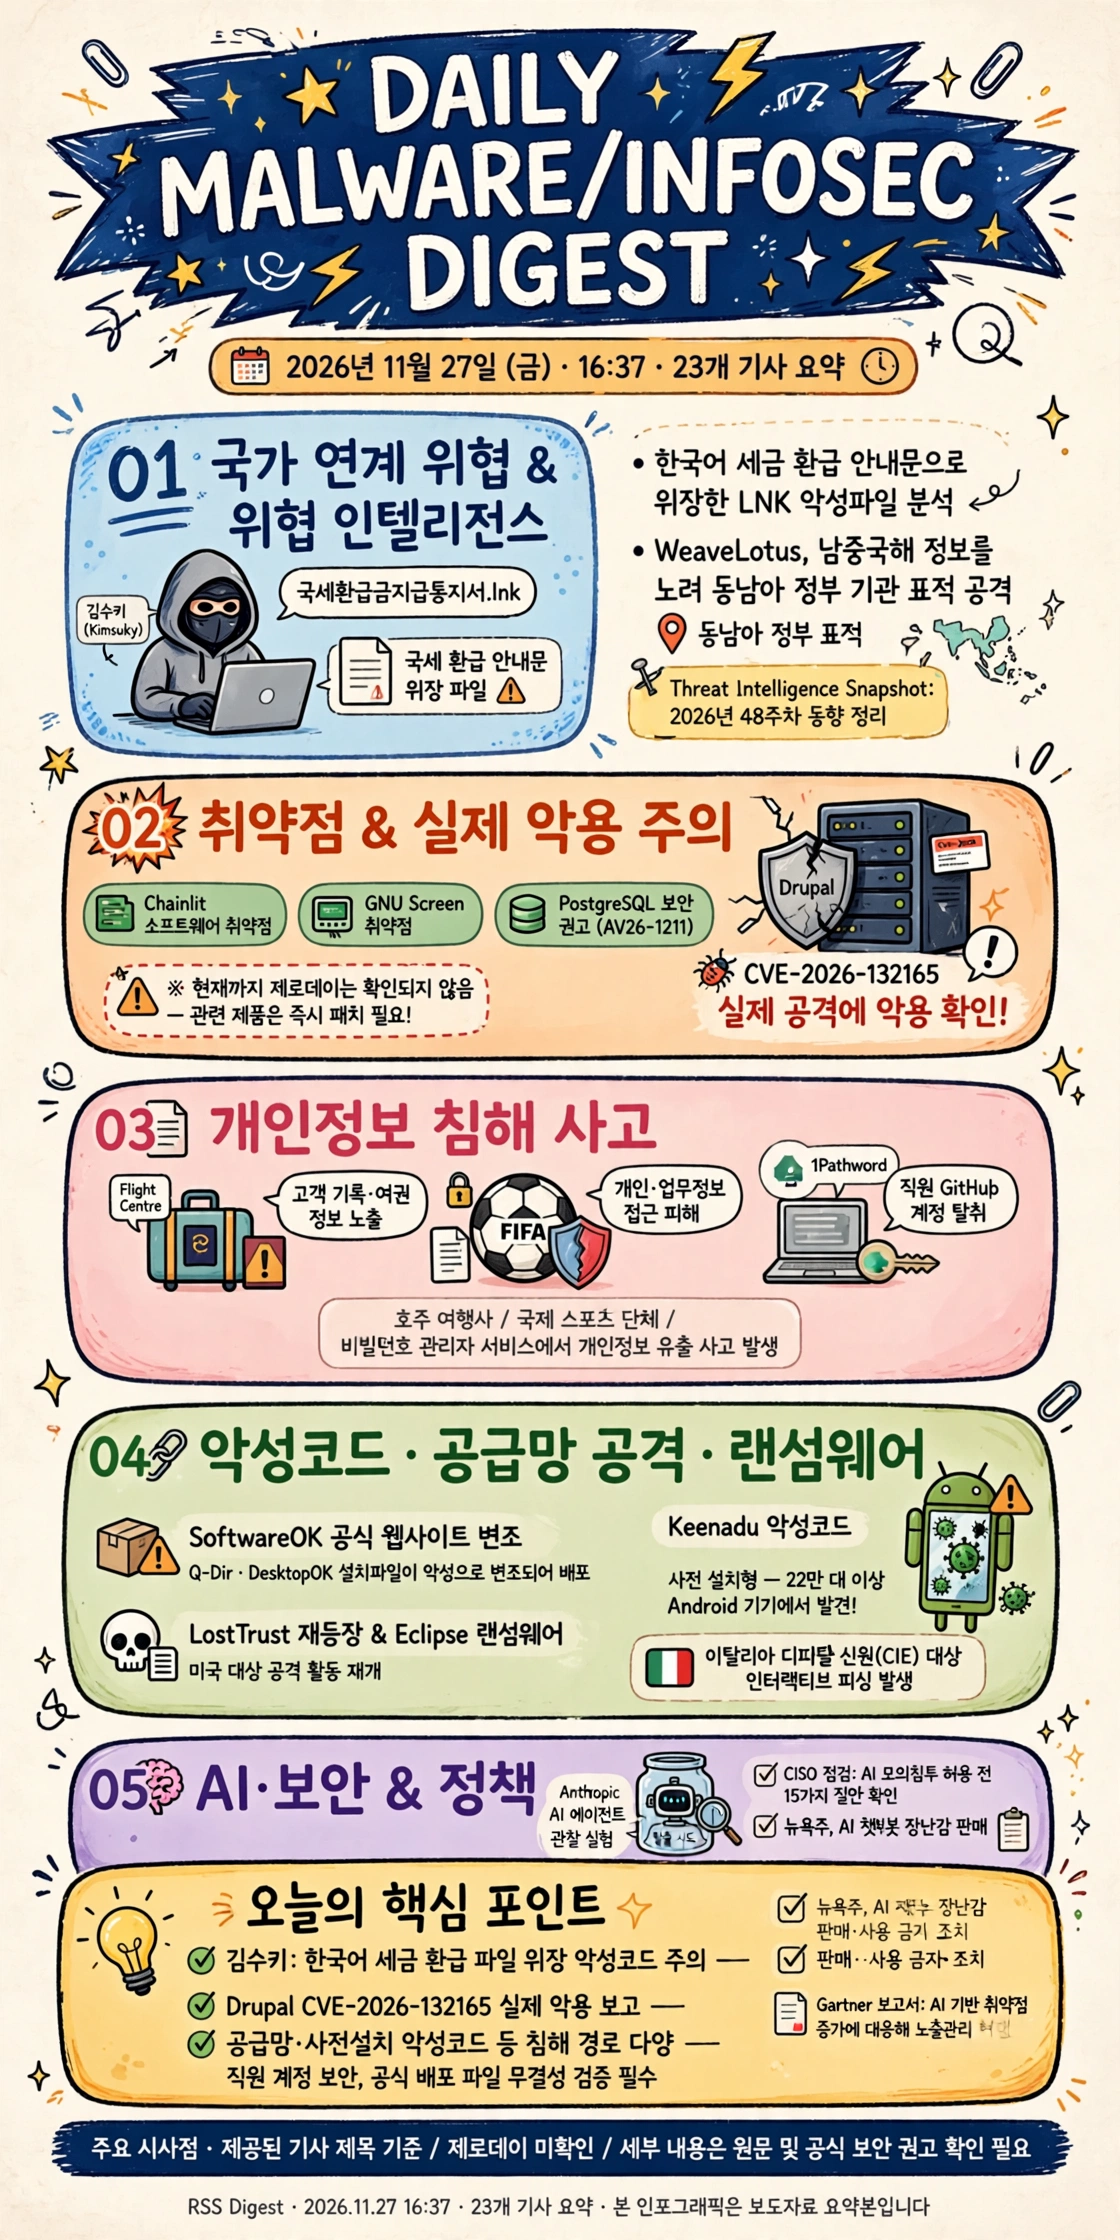 DAILY
MALWARE/INFOSEC
DIGEST
2026년 11월 27일 (금) · 16:37 · 23개 기사 요약
01 국가 연계 위협 &
위협 인텔리전스
김수키
(Kimsuky)
국세환급금지급통지서.lnk
국세 환급 안내문
위장 파일
• 한국어 세금 환급 안내문으로
위장한 LNK 악성파일 분석
• WeaveLotus, 남중국해 정보를
노려 동남아 정부 기관 표적 공격
동남아 정부 표적
Threat Intelligence Snapshot:
2026년 48주차 동향 정리
02 취약점 & 실제 악용 주의
Chainlit
소프트웨어 취약점
GNU Screen
취약점
PostgreSQL 보안
권고 (AV26-1211)
Drupal
※ 현재까지 제로데이는 확인되지 않음
— 관련 제품은 즉시 패치 필요!
CVE-2026-132165
실제 공격에 악용 확인!
03 개인정보 침해 사고
Flight
Centre
고객 기록·여권
정보 노출
FIFA
개인·업무정보
접근 피해
1Pathword
직원 GitHub
계정 탈취
호주 여행사 / 국제 스포츠 단체 /
비빌번호 관리자 서비스에서 개인정보 유출 사고 발생
04 악성코드 · 공급망 공격 · 랜섬웨어
SoftwareOK 공식 웹사이트 변조
Q-Dir · DesktopOK 설치파일이 악성으로 변조되어 배포
LostTrust 재등장 & Eclipse 랜섬웨어
미국 대상 공격 활동 재개
Keenadu 악성코드
사전 설치형 — 22만 대 이상
Android 기기에서 발견!
이탈리아 디피탈 신원(CIE) 대상
인터랙티브 피싱 발생
05 AI·보안 & 정책
Anthropic
AI 에이전트
관찰 실험
CISO 점검: AI 모의침투 허용 전
15가지 질안 확인
뉴욕주, AI 장난감 판매
오늘의 핵심 포인트
김수키: 한국어 세금 환급 파일 위장 악성코드 주의 —
Drupal CVE-2026-132165 실제 악용 보고 —
공급망·사전설치 악성코드 등 침해 경로 다양 —
직원 계정 보안, 공식 배포 파일 무결성 검증 필수
뉴욕주, AI 장난감
판매·사용 금기 조치
판매··사용 금자· 조치
Gartner 보고서: AI 기반 취약점
증가에 대응해 노출관리
주요 시사점 · 제공된 기사 제목 기준 / 제로데이 미확인 / 세부 내용은 원문 및 공식 보안 권고 확인 필요
RSS Digest · 2026.11.27 16:37 · 23개 기사 요약 · 본 인포그래픽은 보도자료 요약본입니다